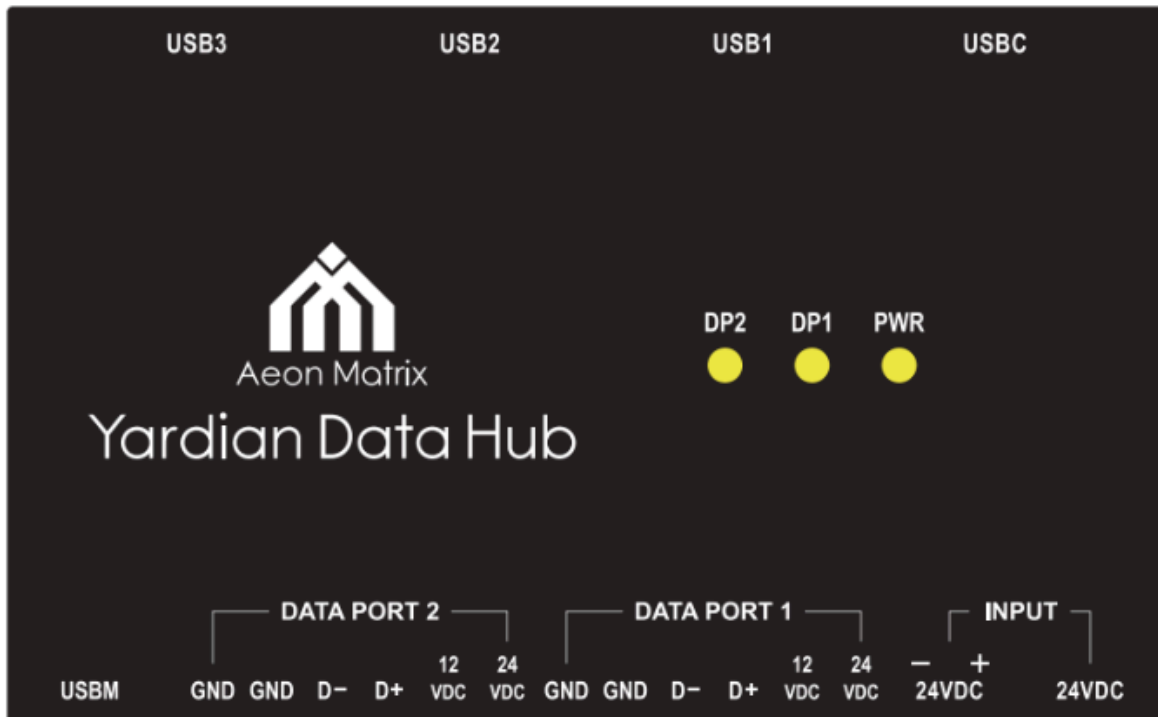 USB3 USB2 USB1 USBC
DP2 DP1 PWR
Aeon Matrix
Yardian Data Hub
DATA PORT 2 DATA PORT 1 INPUT
12 24 12 24 − +
USBM GND GND D− D+ VDC VDC GND GND D− D+ VDC VDC 24VDC 24VDC